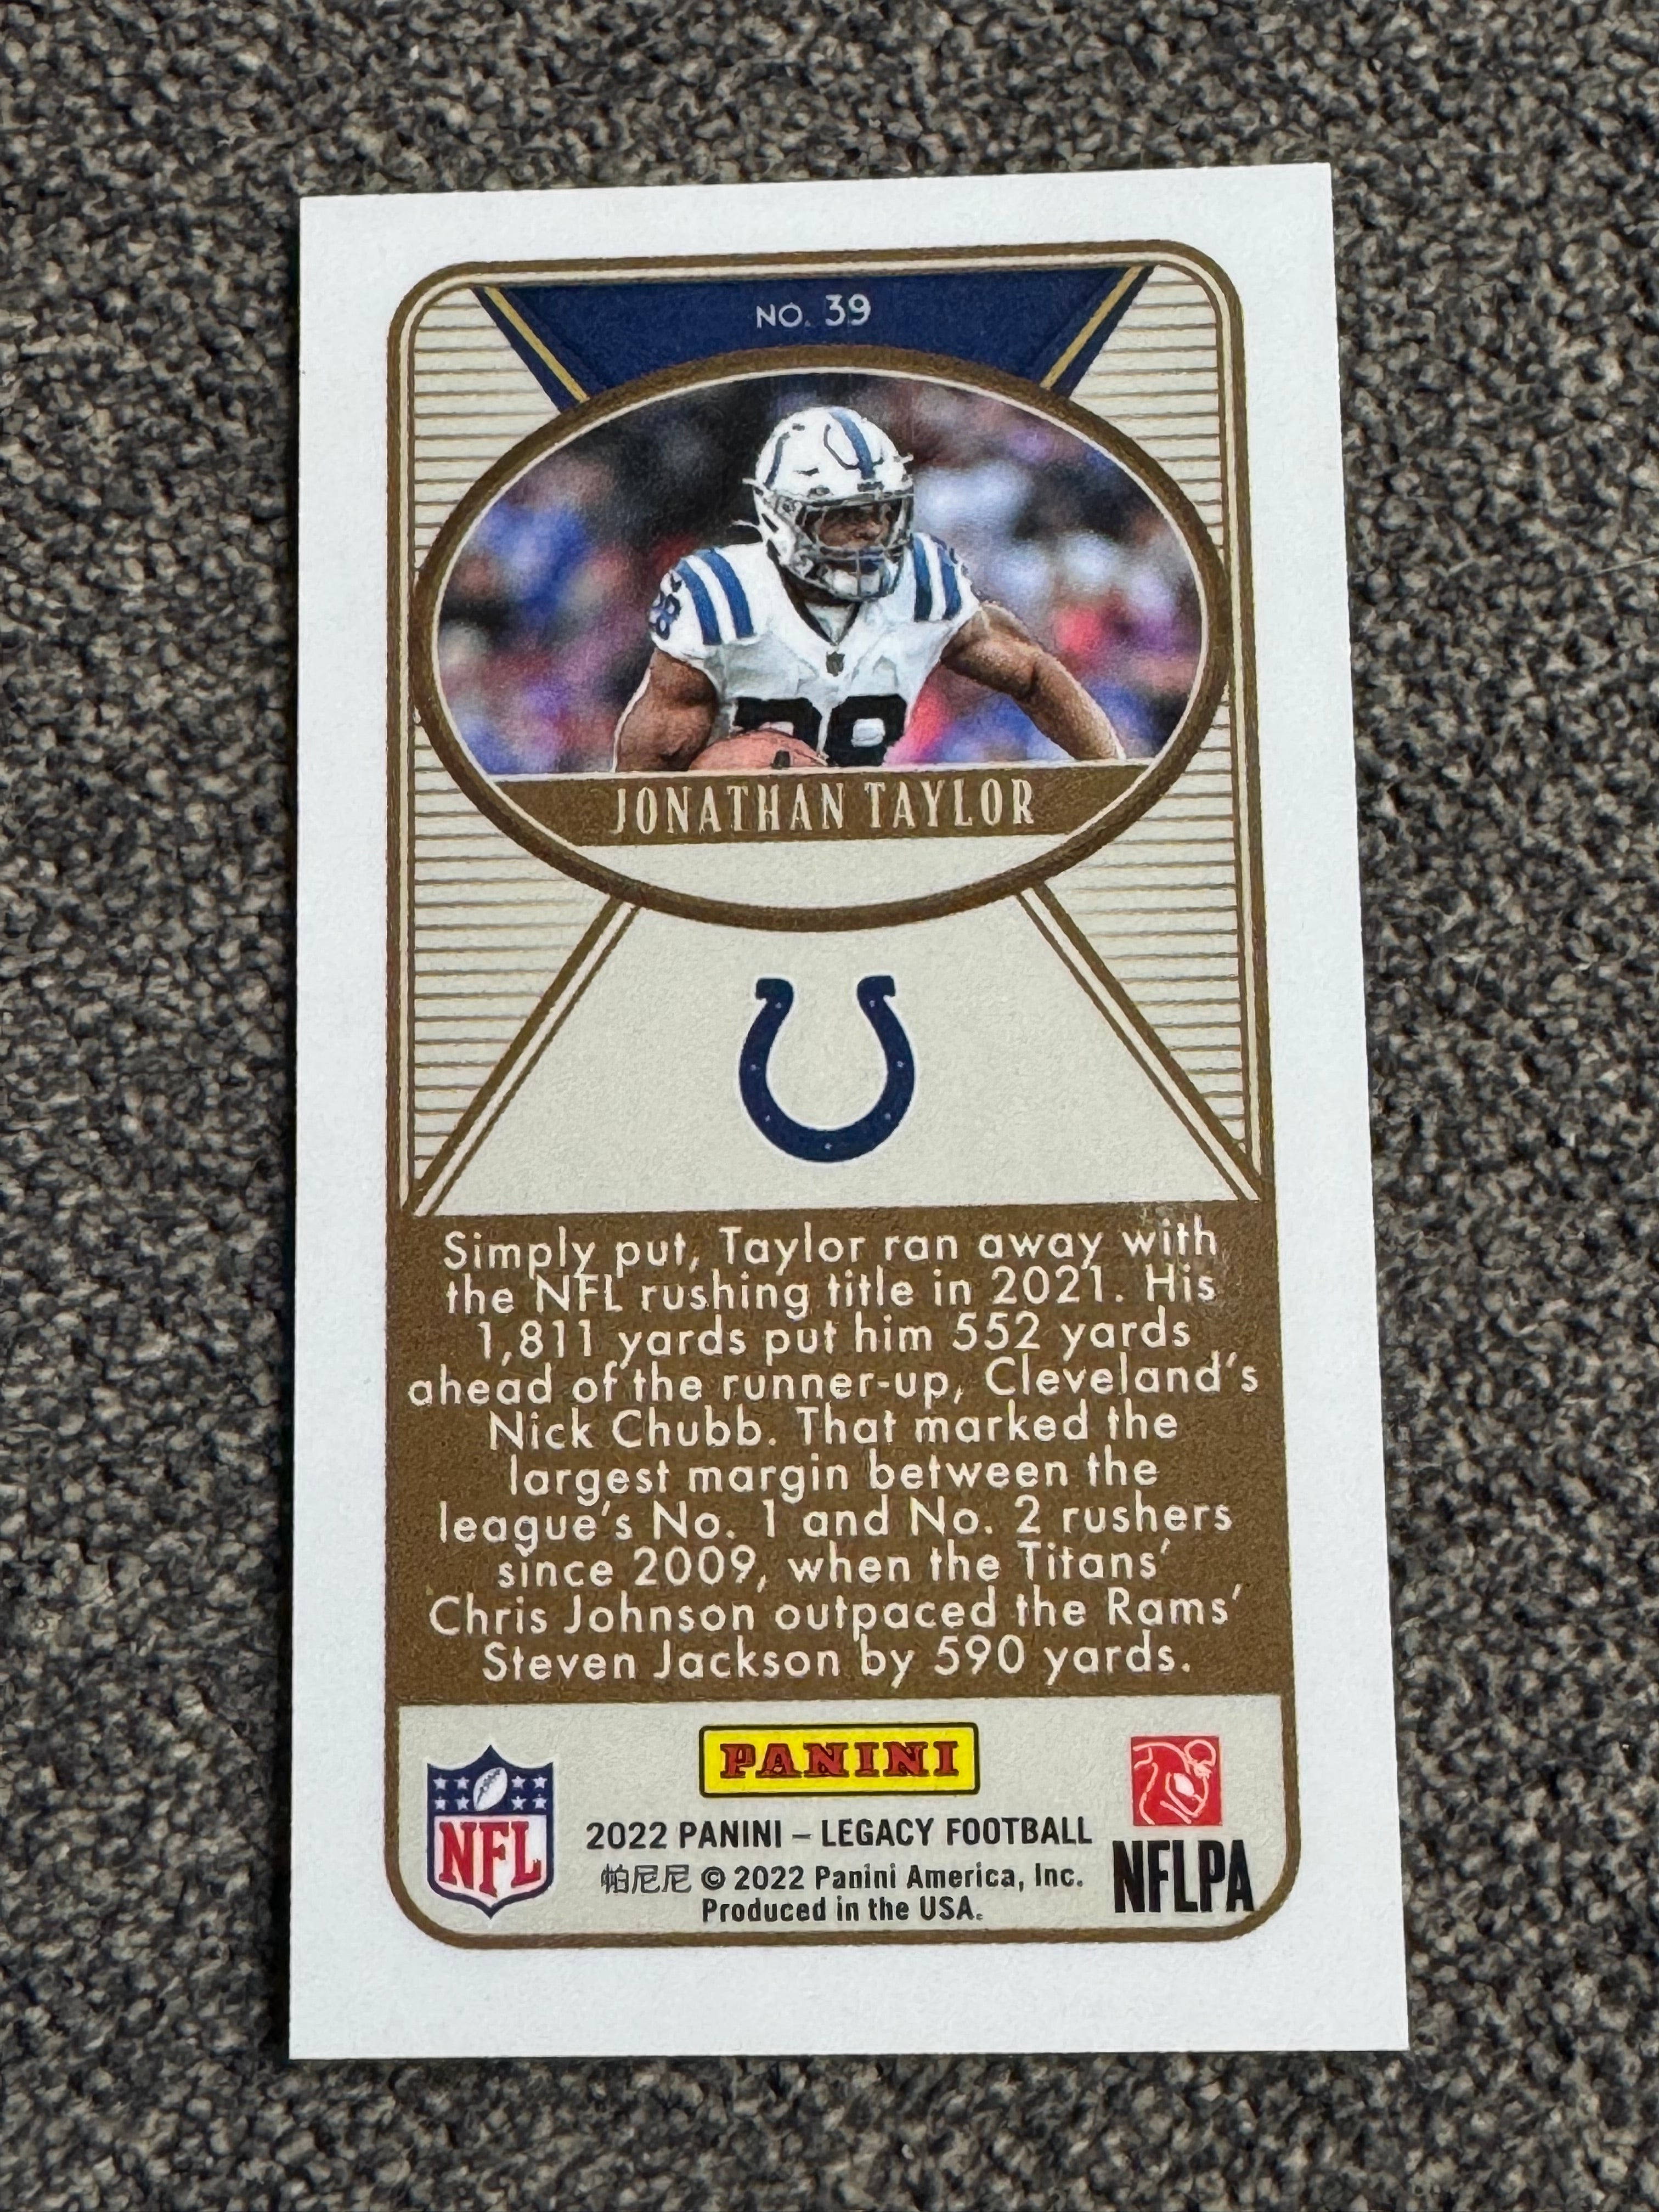 NO. 39
28
28
JONATHAN TAYLOR
Simply put, Taylor ran away with
the NFL rushing title in 2021. His
1,811 yards put him 552 yards
ahead of the runner-up, Cleveland's
Nick Chubb. That marked the
largest margin between the
league's No. 1 and No. 2 rushers
since 2009, when the Titans'
Chris Johnson outpaced the Rams'
Steven Jackson by 590 yards.
PANINI
NFL
2022 PANINI – LEGACY FOOTBALL
帕尼尼 © 2022 Panini America, Inc.
Produced in the USA.
NFLPA